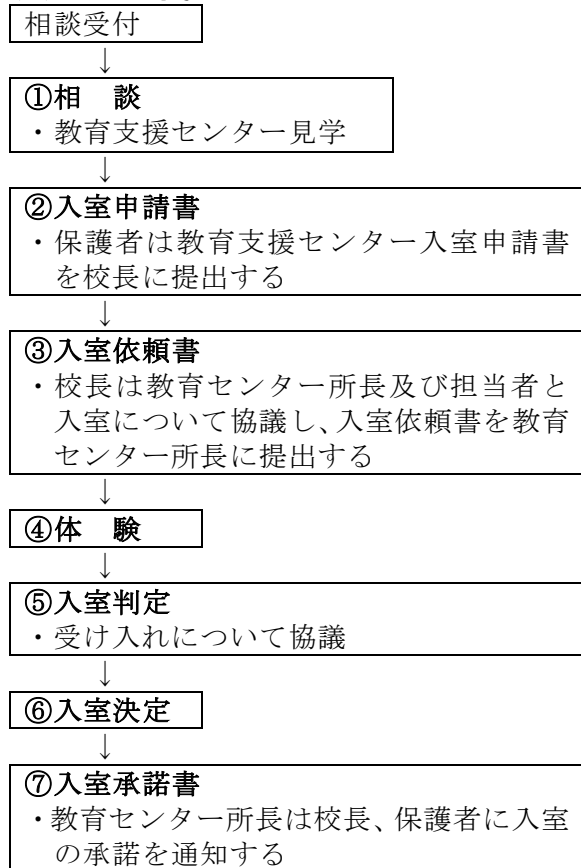 相談受付
↓
①相　談
・教育支援センター見学
↓
②入室申請書
・保護者は教育支援センター入室申請書
を校長に提出する
↓
③入室依頼書
・校長は教育センター所長及び担当者と
入室について協議し、入室依頼書を教育
センター所長に提出する
↓
④体　験
↓
⑤入室判定
・受け入れについて協議
↓
⑥入室決定
↓
⑦入室承諾書
・教育センター所長は校長、保護者に入室
の承諾を通知する